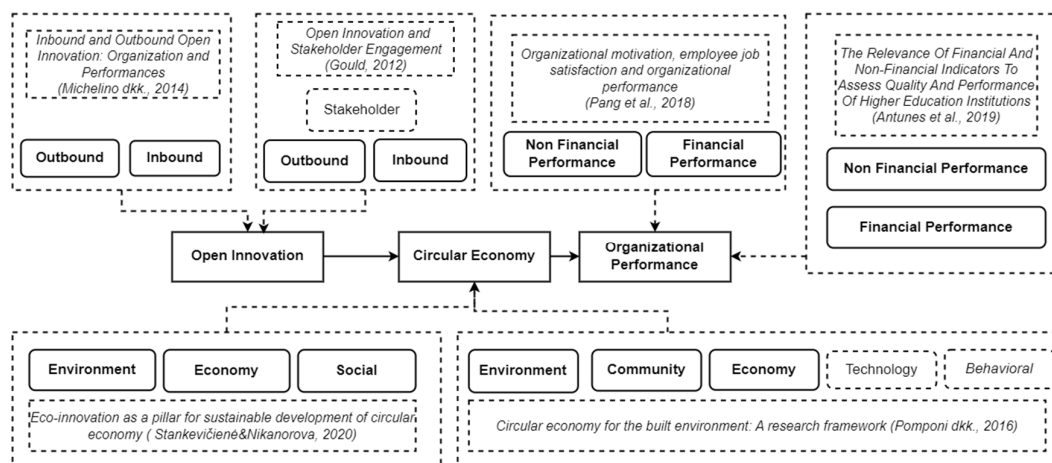 Inbound and Outbound Open
Innovation: Organization and
Performances
(Michelino dkk., 2014)
Outbound
Inbound
Open Innovation and
Stakeholder Engagement
(Gould, 2012)
Stakeholder
Outbound
Inbound
Organizational motivation, employee job
satisfaction and organizational
performance
(Pang et al., 2018)
Non Financial
Performance
Financial
Performance
The Relevance Of Financial And
Non-Financial Indicators To
Assess Quality And Performance
Of Higher Education Institutions
(Antunes et al., 2019)
Non Financial Performance
Financial Performance
Open Innovation
Circular Economy
Organizational
Performance
Environment
Economy
Social
Eco-innovation as a pillar for sustainable development of circular
economy ( Stankevičienė&Nikanorova, 2020)
Environment
Community
Economy
Technology
Behavioral
Circular economy for the built environment: A research framework (Pomponi dkk., 2016)